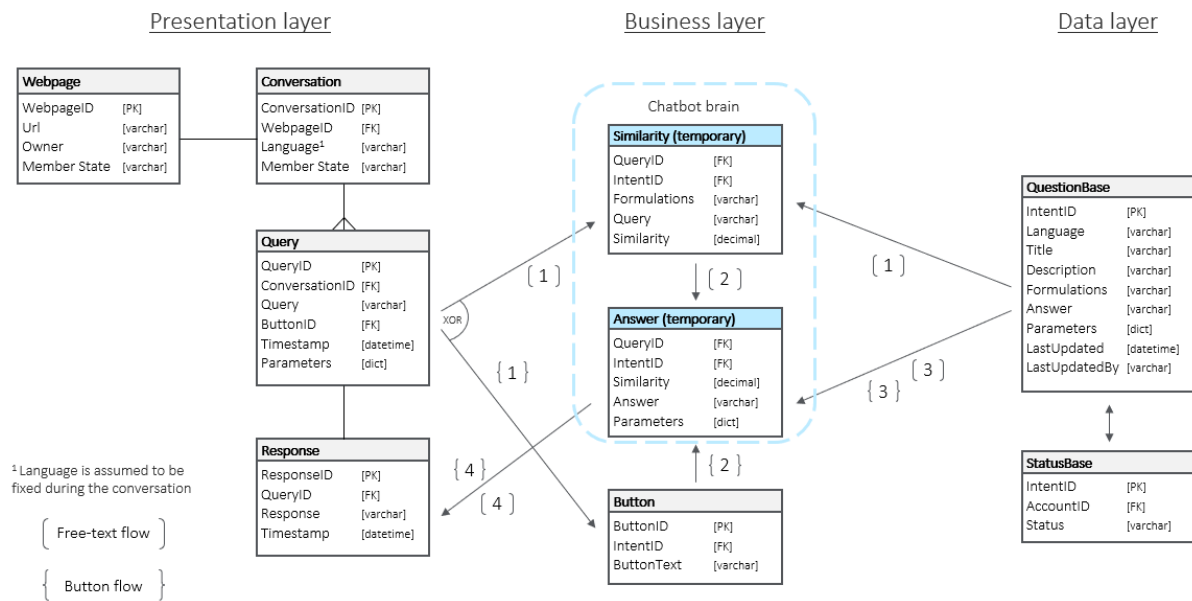 Presentation layer
Business layer
Data layer
Webpage
WebpageID [PK]
Url [varchar]
Owner [varchar]
Member State [varchar]
Conversation
ConversationID [PK]
WebpageID [FK]
Language¹ [varchar]
Member State [varchar]
Query
QueryID [PK]
ConversationID [FK]
Query [varchar]
ButtonID [FK]
Timestamp [datetime]
Parameters [dict]
Response
ResponseID [PK]
QueryID [FK]
Response [varchar]
Timestamp [datetime]
¹ Language is assumed to be
fixed during the conversation
[ Free-text flow ]
{ Button flow }
XOR
[ 1 ]
{ 1 }
{ 4 }
[ 4 ]
Chatbot brain
Similarity (temporary)
QueryID [FK]
IntentID [FK]
Formulations [varchar]
Query [varchar]
Similarity [decimal]
[ 2 ]
Answer (temporary)
QueryID [FK]
IntentID [FK]
Similarity [decimal]
Answer [varchar]
Parameters [dict]
{ 2 }
Button
ButtonID [PK]
IntentID [FK]
ButtonText [varchar]
[ 1 ]
[ 3 ]
{ 3 }
QuestionBase
IntentID [PK]
Language [varchar]
Title [varchar]
Description [varchar]
Formulations [varchar]
Answer [varchar]
Parameters [dict]
LastUpdated [datetime]
LastUpdatedBy [varchar]
StatusBase
IntentID [PK]
AccountID [FK]
Status [varchar]